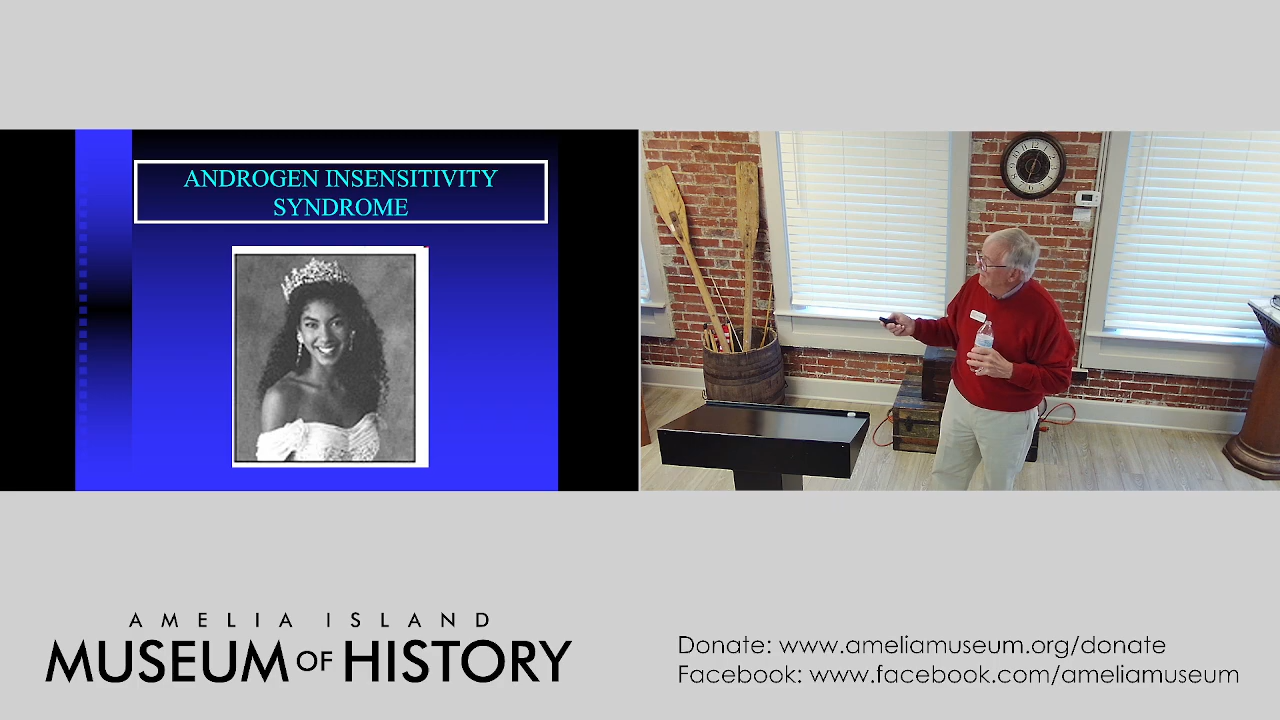 ANDROGEN INSENSITIVITY
SYNDROME
AMELIA ISLAND
MUSEUM OF HISTORY
Donate: www.ameliamuseum.org/donate
Facebook: www.facebook.com/ameliamuseum